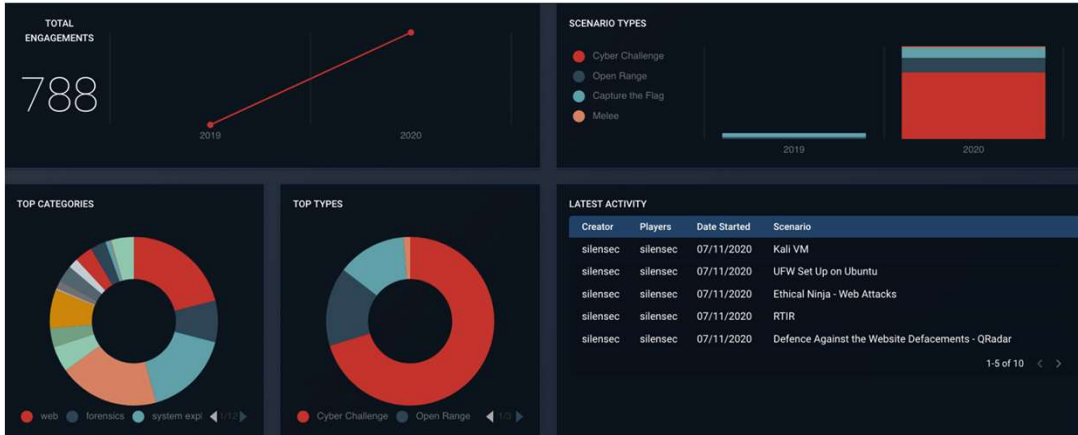 TOTAL
ENGAGEMENTS
788
2019
2020
SCENARIO TYPES
Cyber Challenge
Open Range
Capture the Flag
Melee
2019
2020
TOP CATEGORIES
web forensics system expl 1/12
TOP TYPES
Cyber Challenge Open Range 1/3
LATEST ACTIVITY
Creator Players Date Started Scenario
silensec silensec 07/11/2020 Kali VM
silensec silensec 07/11/2020 UFW Set Up on Ubuntu
silensec silensec 07/11/2020 Ethical Ninja - Web Attacks
silensec silensec 07/11/2020 RTIR
silensec silensec 07/11/2020 Defence Against the Website Defacements - QRadar
1-5 of 10